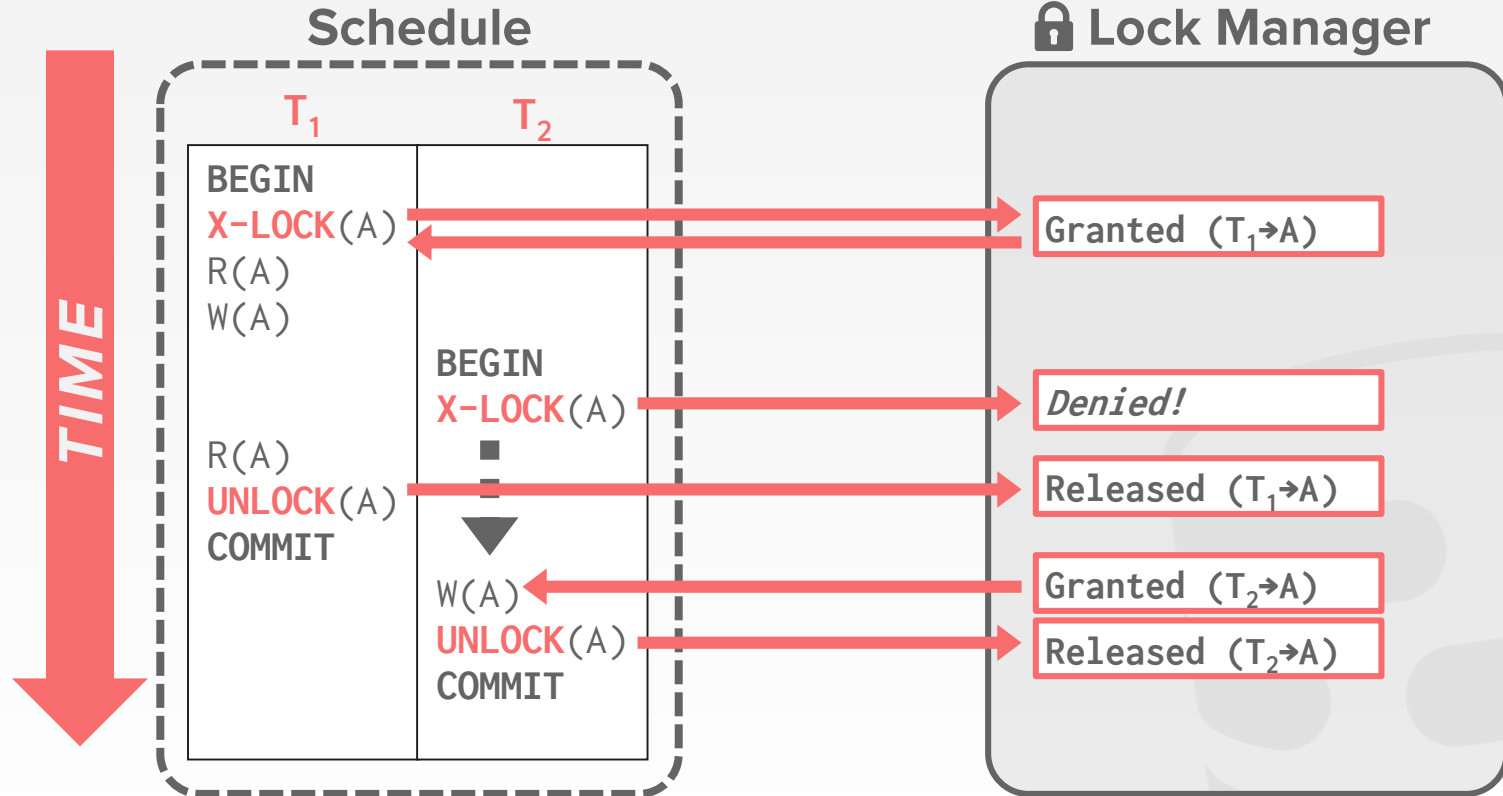 Schedule
Lock Manager
TIME
T₁
T₂
BEGIN
X-LOCK(A)
Granted (T₁→A)
R(A)
W(A)
BEGIN
X-LOCK(A)
Denied!
R(A)
UNLOCK(A)
Released (T₁→A)
COMMIT
W(A)
Granted (T₂→A)
UNLOCK(A)
Released (T₂→A)
COMMIT